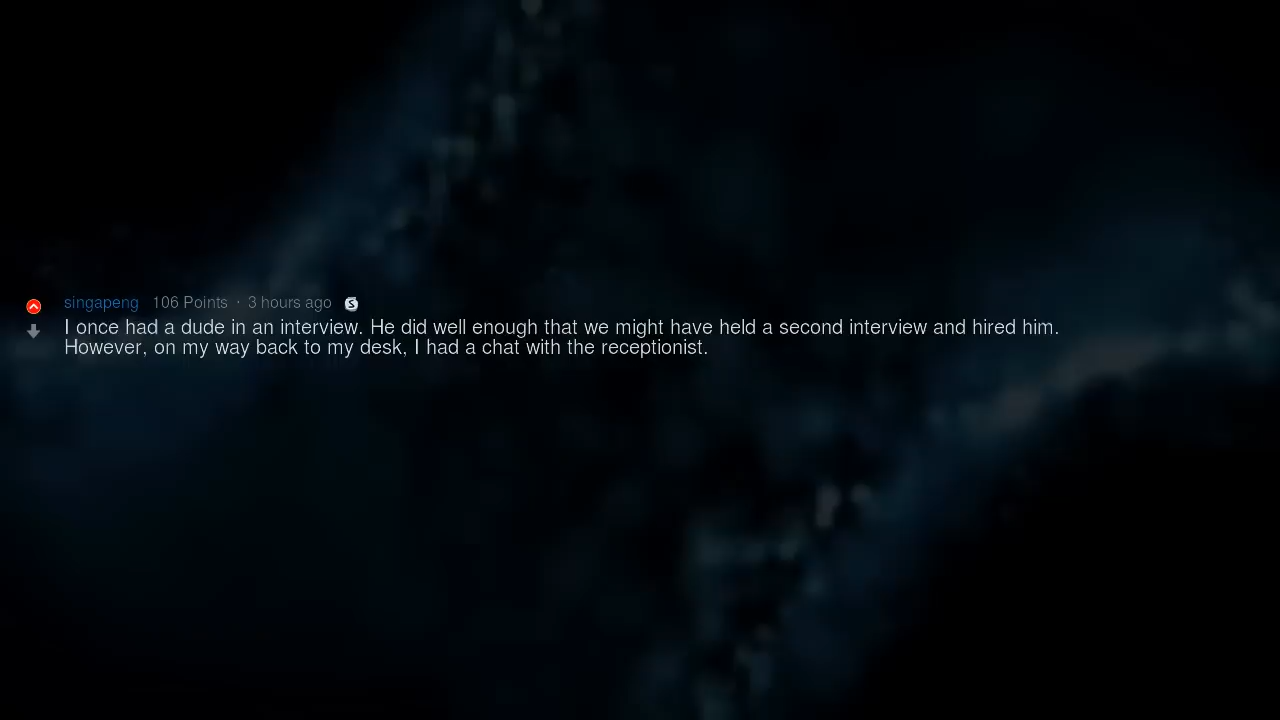 singapeng 106 Points · 3 hours ago S
I once had a dude in an interview. He did well enough that we might have held a second interview and hired him.
However, on my way back to my desk, I had a chat with the receptionist.